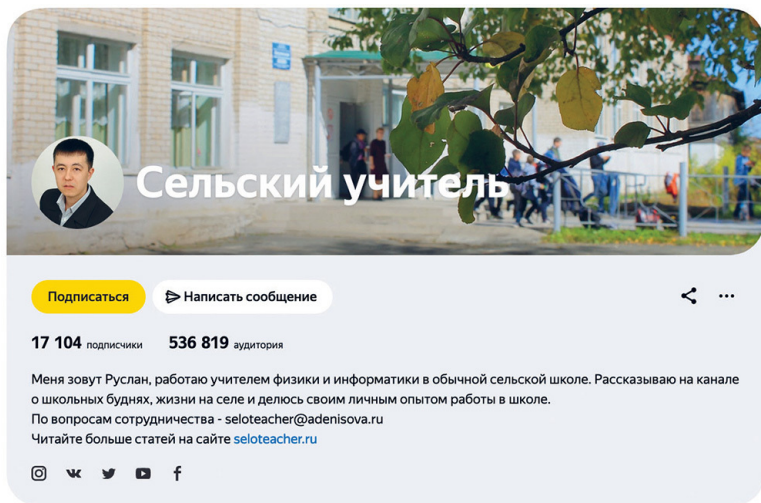 Сельский учитель
Подписаться
Написать сообщение
17 104 подписчики 536 819 аудитория
Меня зовут Руслан, работаю учителем физики и информатики в обычной сельской школе. Рассказываю на канале
о школьных буднях, жизни на селе и делюсь своим личным опытом работы в школе.
По вопросам сотрудничества - seloteacher@adenisova.ru
Читайте больше статей на сайте seloteacher.ru